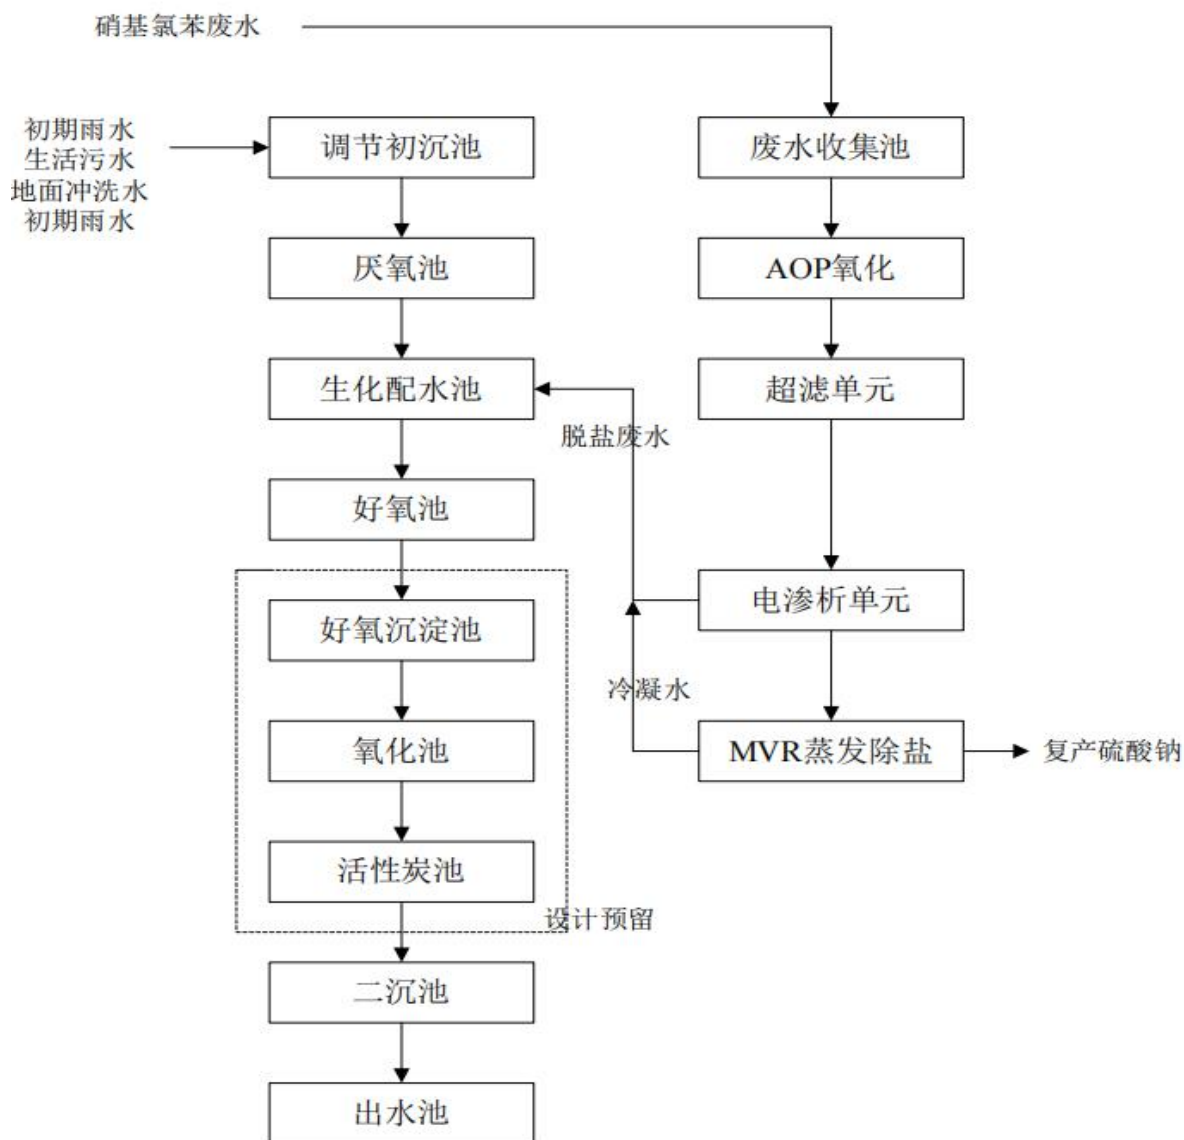 硝基氯苯废水
初期雨水
生活污水
地面冲洗水
初期雨水
调节初沉池
废水收集池
厌氧池
AOP氧化
生化配水池
超滤单元
脱盐废水
好氧池
电渗析单元
好氧沉淀池
冷凝水
氧化池
MVR蒸发除盐
复产硫酸钠
活性炭池
设计预留
二沉池
出水池